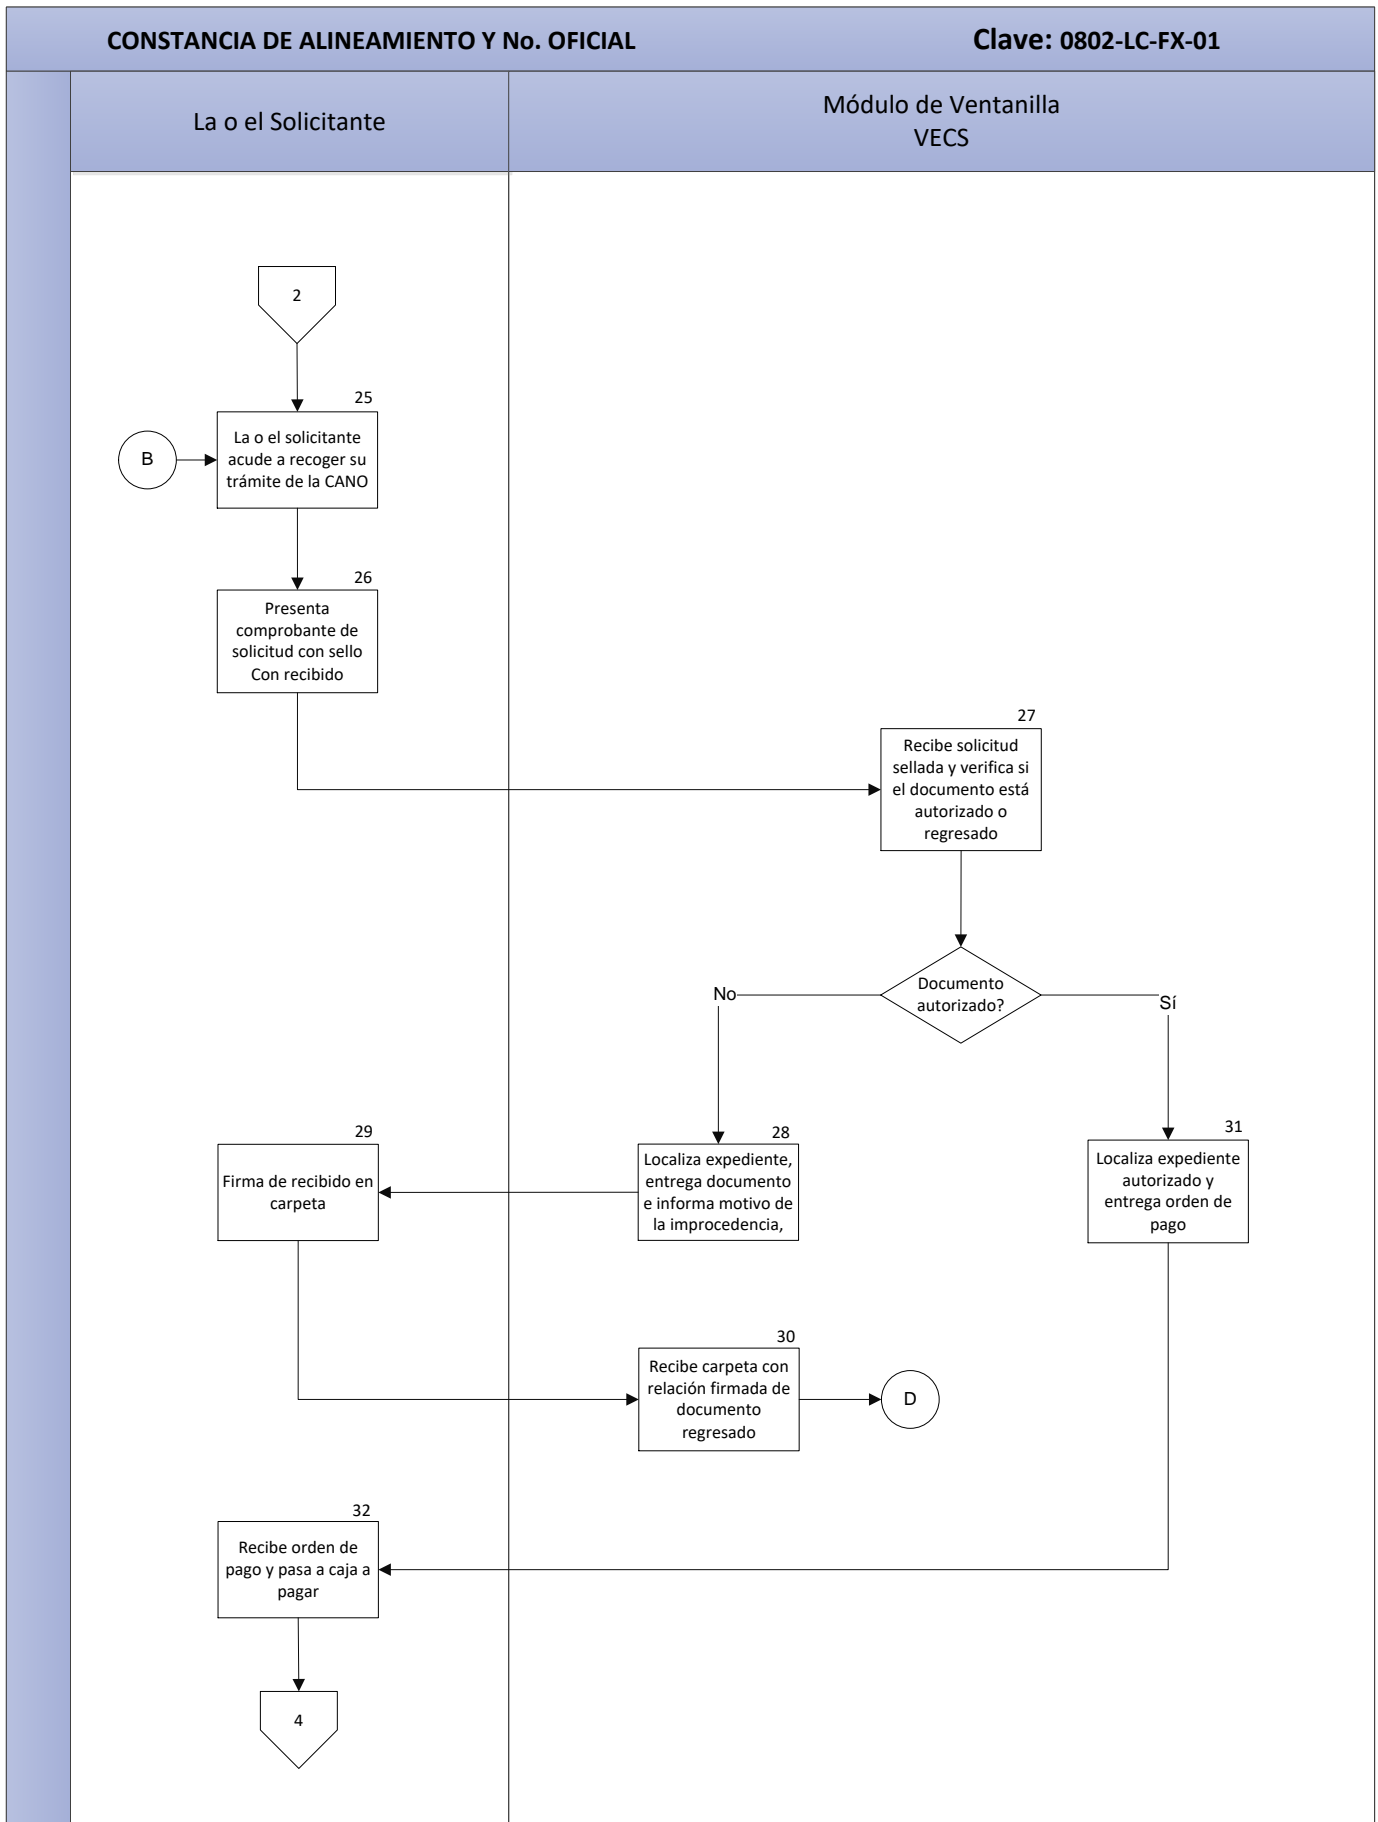 CONSTANCIA DE ALINEAMIENTO Y No. OFICIAL
Clave: 0802-LC-FX-01
La o el Solicitante
Módulo de Ventanilla
VECS
2
25
B
La o el solicitante
acude a recoger su
trámite de la CANO
26
Presenta
comprobante de
solicitud con sello
Con recibido
27
Recibe solicitud
sellada y verifica si
el documento está
autorizado o
regresado
Documento
autorizado?
No
Sí
28
Localiza expediente,
entrega documento
e informa motivo de
la improcedencia,
29
Firma de recibido en
carpeta
31
Localiza expediente
autorizado y
entrega orden de
pago
30
Recibe carpeta con
relación firmada de
documento
regresado
D
32
Recibe orden de
pago y pasa a caja a
pagar
4